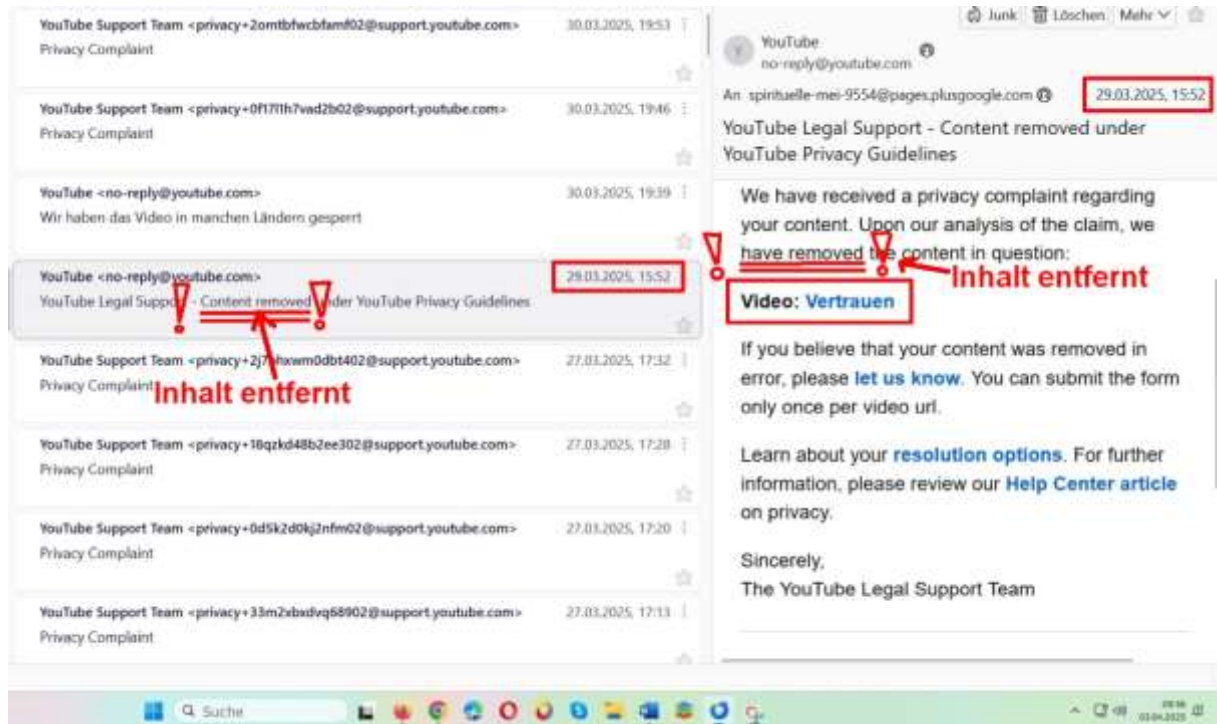 YouTube Support Team <privacy+2omtbfwcbfamf02@support.youtube.com> 30.03.2025, 19:53
Privacy Complaint
YouTube Support Team <privacy+0f17l1h7vad2b02@support.youtube.com> 30.03.2025, 19:46
Privacy Complaint
YouTube <no-reply@youtube.com> 30.03.2025, 19:39
Wir haben das Video in manchen Ländern gesperrt
YouTube <no-reply@youtube.com> 29.03.2025, 15:52
YouTube Legal Support - Content removed under YouTube Privacy Guidelines
! !
Inhalt entfernt
YouTube Support Team 27.03.2025, 17:32
Privacy Complaint
YouTube Support Team <privacy+18qzkd48b2ee302@support.youtube.com> 27.03.2025, 17:28
Privacy Complaint
YouTube Support Team <privacy+0d5k2d0kj2nfm02@support.youtube.com> 27.03.2025, 17:20
Privacy Complaint
YouTube Support Team <privacy+33m2xbxdvq68902@support.youtube.com> 27.03.2025, 17:13
Privacy Complaint
Junk Löschen Mehr
Y YouTube
no-reply@youtube.com
An spirituelle-mei-9554@pages.plusgoogle.com 29.03.2025, 15:52
YouTube Legal Support - Content removed under
YouTube Privacy Guidelines
We have received a privacy complaint regarding
your content. Upon our analysis of the claim, we
have removed the content in question:
! !
Inhalt entfernt
Video: Vertrauen
If you believe that your content was removed in
error, please let us know. You can submit the form
only once per video url.
Learn about your resolution options. For further
information, please review our Help Center article
on privacy.
Sincerely,
The YouTube Legal Support Team
Suche
03.04.2025